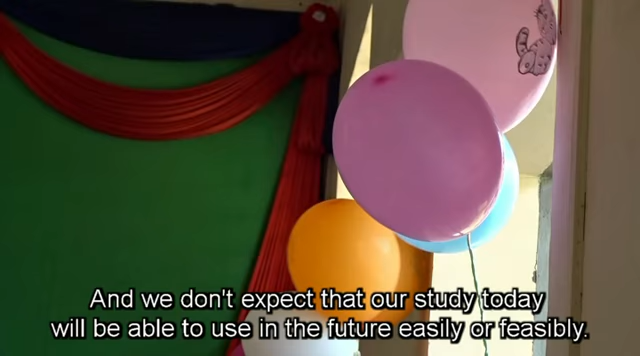 And we don't expect that our study today
will be able to use in the future easily or feasibly.